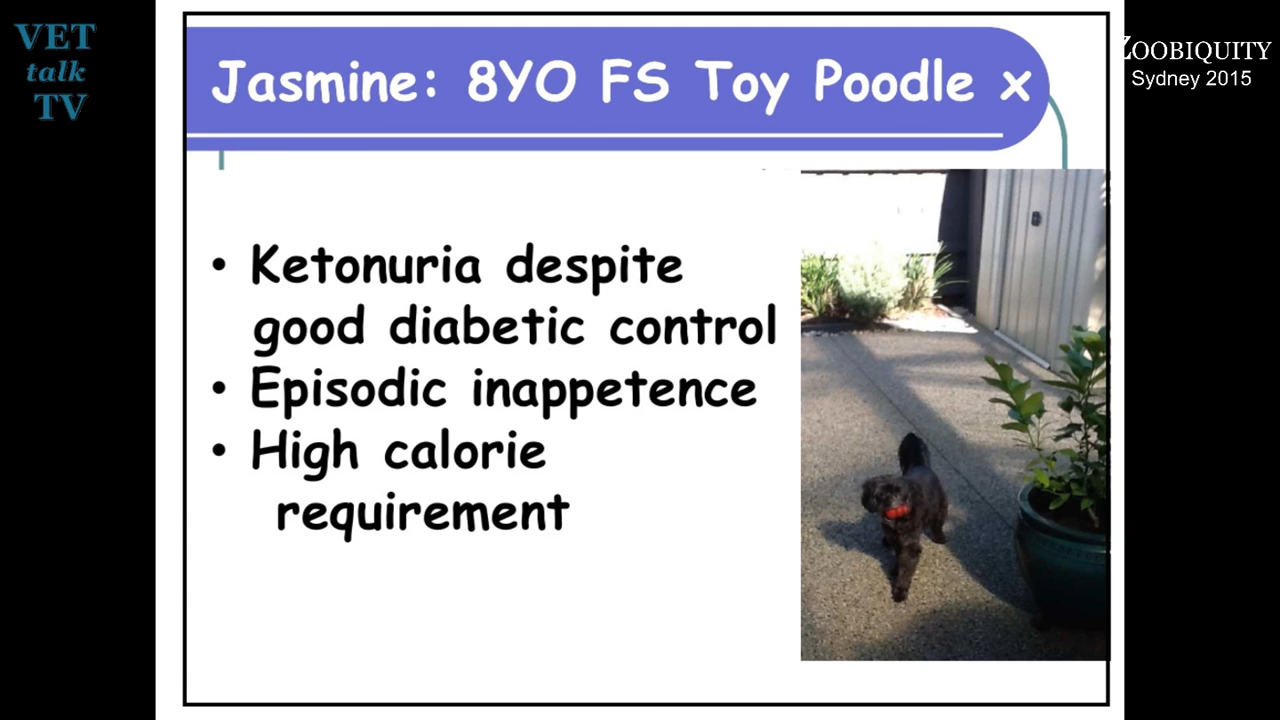 VET
talk
TV
Jasmine: 8YO FS Toy Poodle x
ZOOBIQUITY
Sydney 2015
• Ketonuria despite
good diabetic control
• Episodic inappetence
• High calorie
requirement